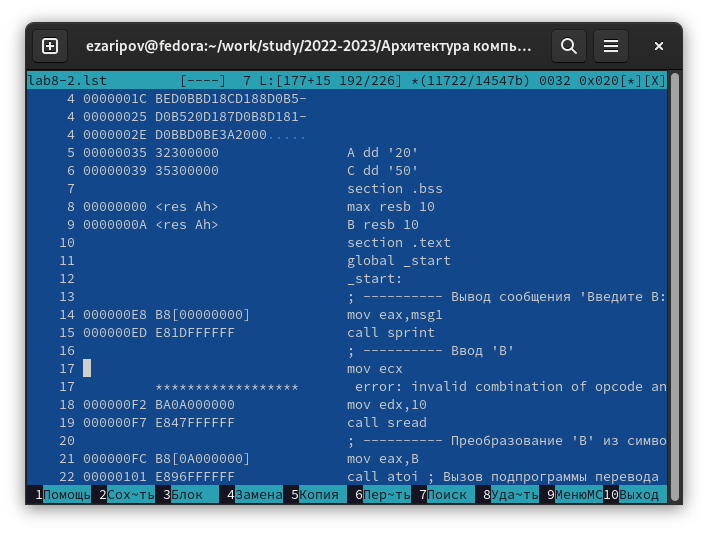 ezaripov@fedora:~/work/study/2022-2023/Архитектура компь…
lab8-2.lst [----] 7 L:[177+15 192/226] *(11722/14547b) 0032 0x020[*][X]
4 0000001C BED0BBD18CD188D0B5-
4 00000025 D0B520D187D0B8D181-
4 0000002E D0BBD0BE3A2000.....
5 00000035 32300000 A dd '20'
6 00000039 35300000 C dd '50'
7 section .bss
8 00000000 <res Ah> max resb 10
9 0000000A <res Ah> B resb 10
10 section .text
11 global _start
12 _start:
13 ; ---------- Вывод сообщения 'Введите B:
14 000000E8 B8[00000000] mov eax,msg1
15 000000ED E81DFFFFFF call sprint
16 ; ---------- Ввод 'B'
17 mov ecx
17 ****************** error: invalid combination of opcode an
18 000000F2 BA0A000000 mov edx,10
19 000000F7 E847FFFFFF call sread
20 ; ---------- Преобразование 'B' из симво
21 000000FC B8[0A000000] mov eax,B
22 00000101 E896FFFFFF call atoi ; Вызов подпрограммы перевода
1Помощь 2Сох~ть 3Блок 4Замена 5Копия 6Пер~ть 7Поиск 8Уда~ть 9МенюMC 10Выход